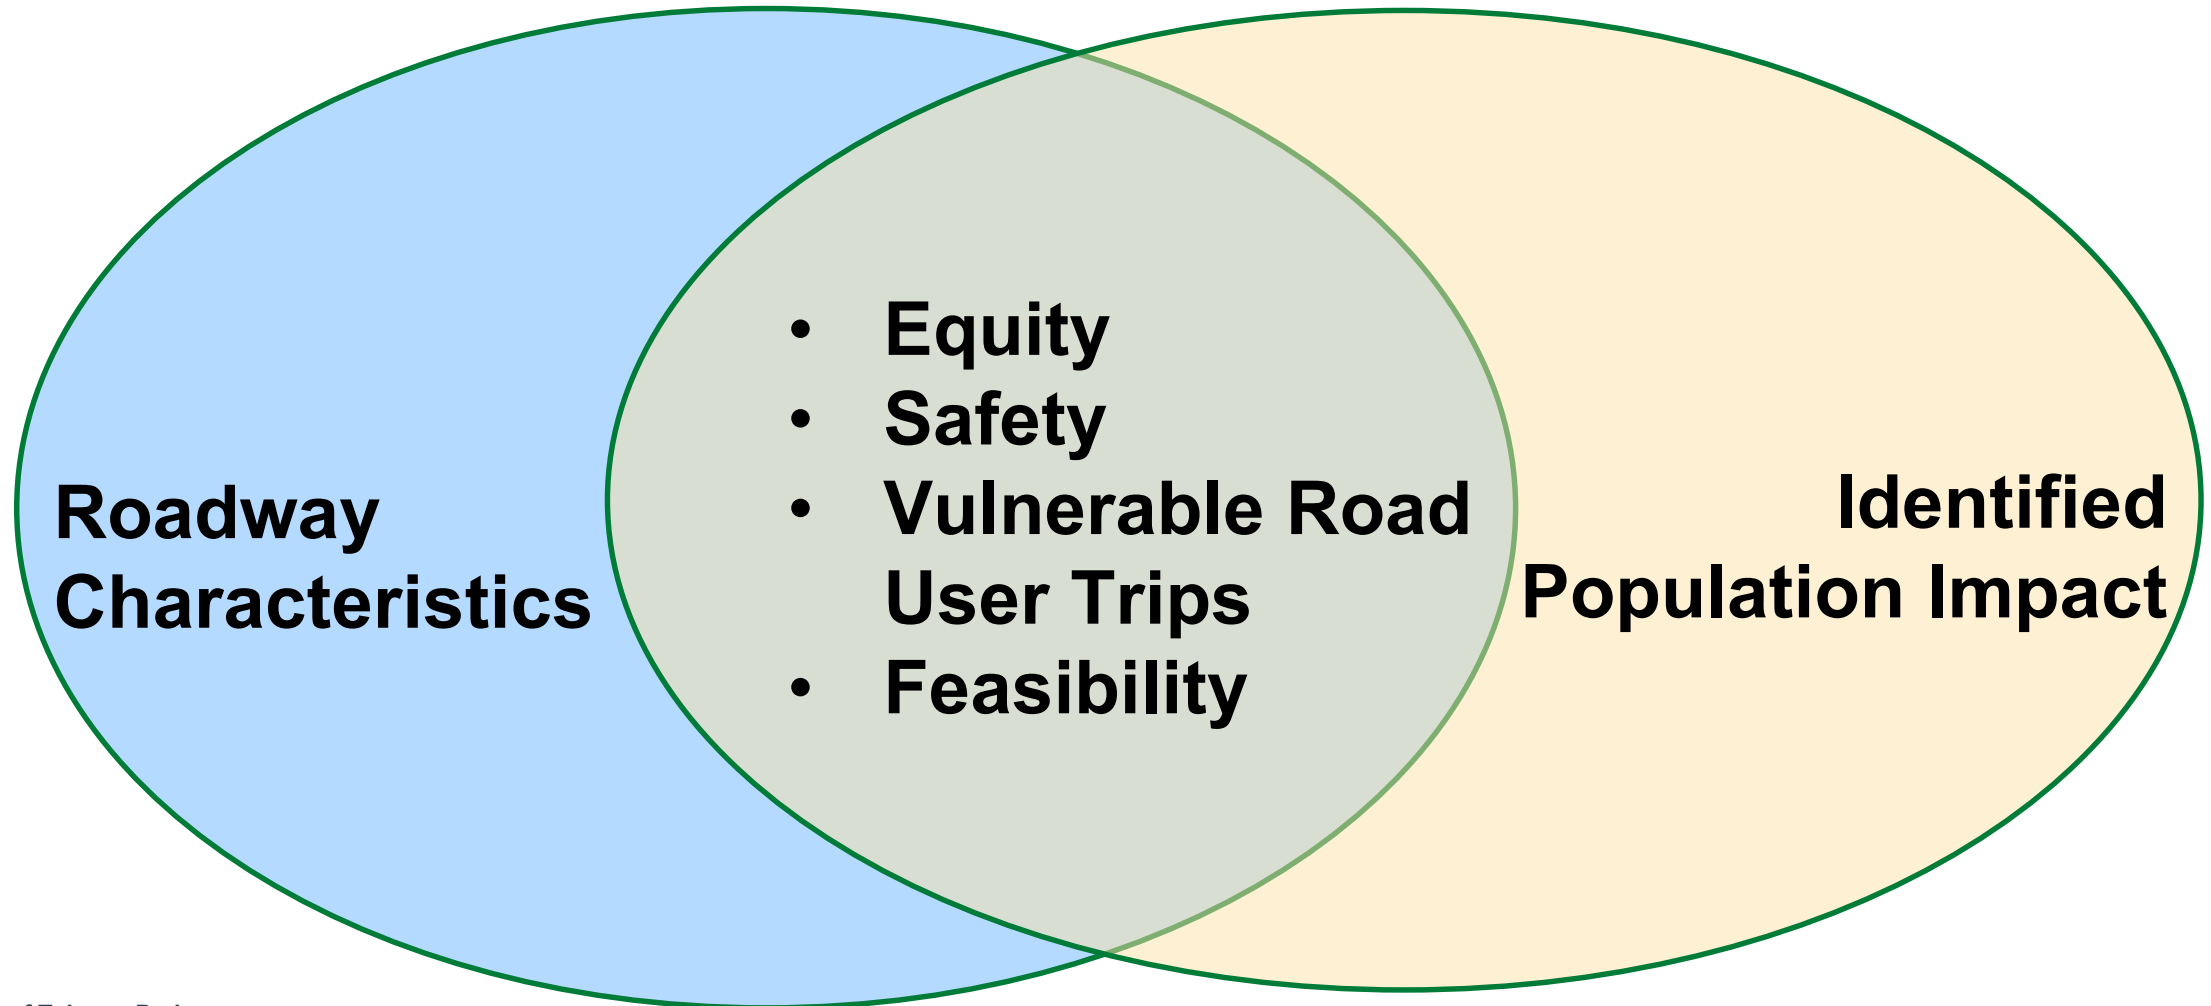 Roadway
Characteristics
• Equity
• Safety
• Vulnerable Road
User Trips
• Feasibility
Identified
Population Impact